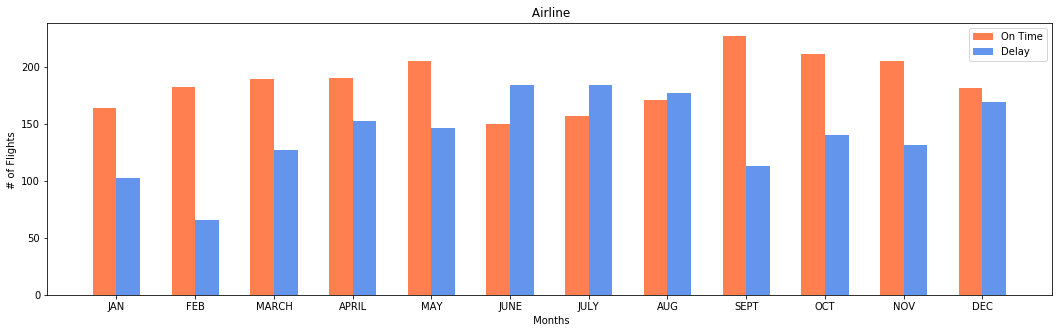 Airline
On Time
Delay
# of Flights
200
150
100
50
0
JAN FEB MARCH APRIL MAY JUNE JULY AUG SEPT OCT NOV DEC
Months